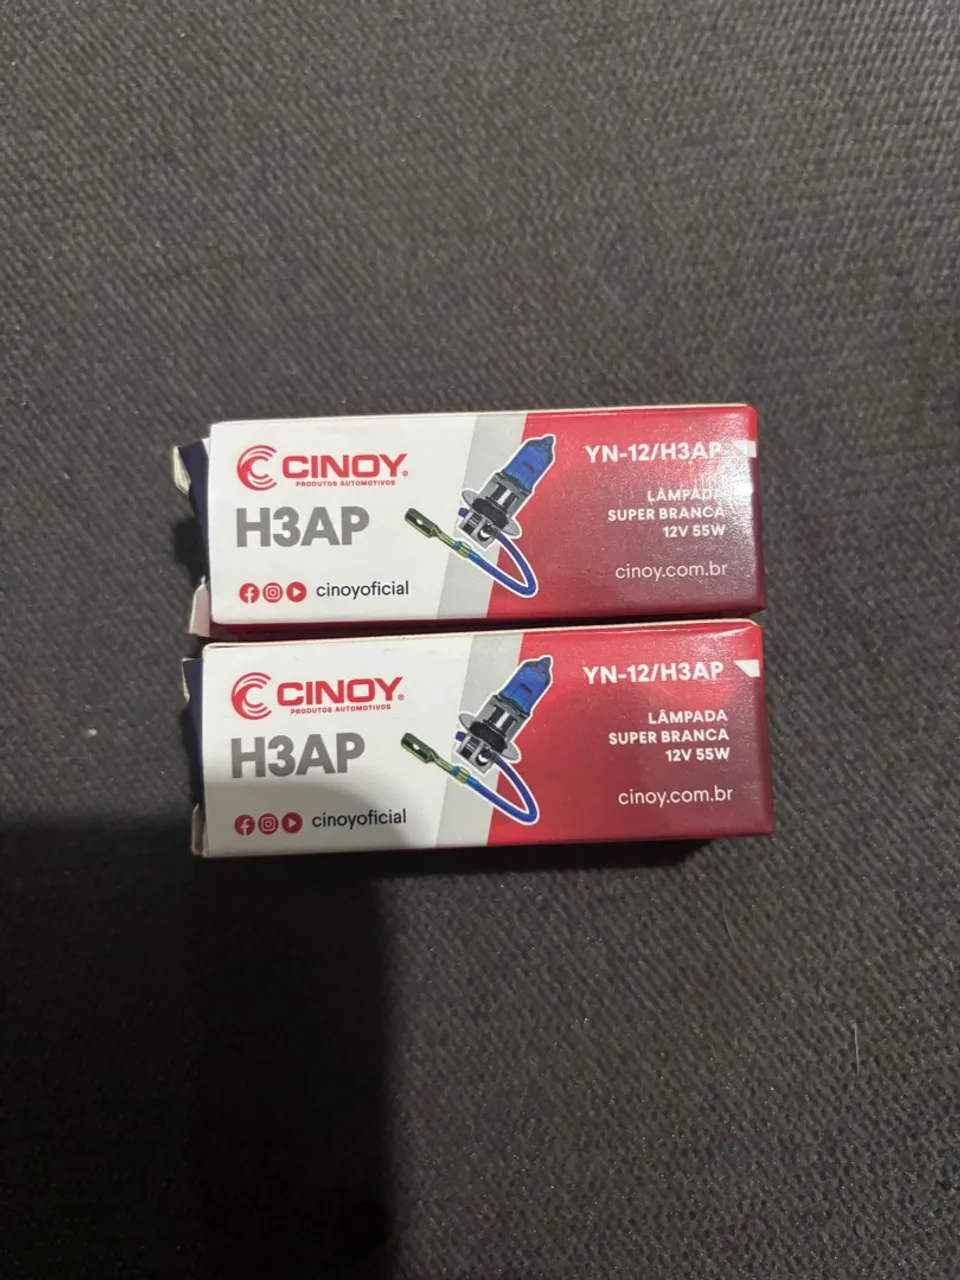 CINOY®
PRODUTOS AUTOMOTIVOS
H3AP
cinoyoficial
YN-12/H3AP
LÂMPADA
SUPER BRANCA
12V 55W
cinoy.com.br
CINOY®
PRODUTOS AUTOMOTIVOS
H3AP
cinoyoficial
YN-12/H3AP
LÂMPADA
SUPER BRANCA
12V 55W
cinoy.com.br